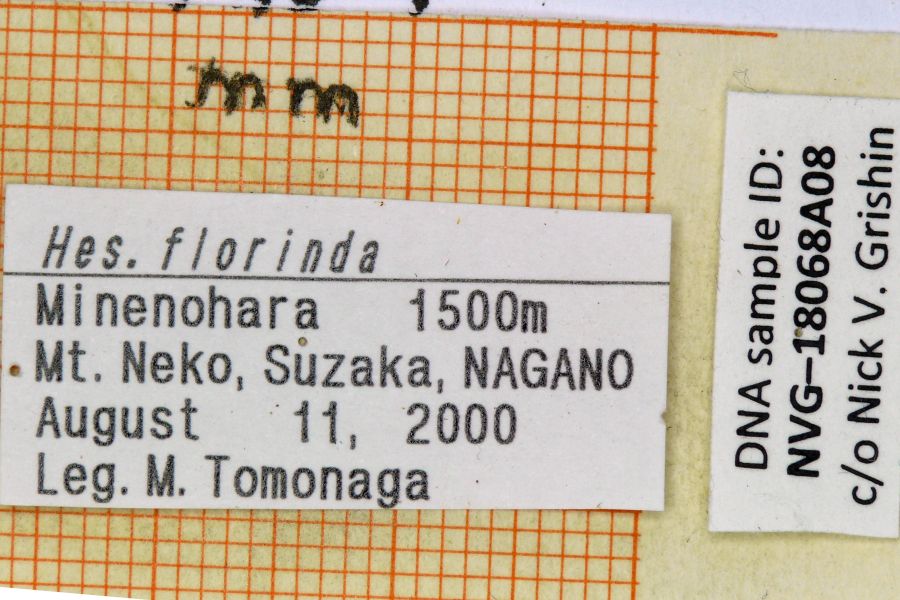 mm
Hes. florinda
Minenohara 1500m
Mt. Neko, Suzaka, NAGANO
August 11, 2000
Leg. M. Tomonaga
DNA sample ID:
NVG-18068A08
c/o Nick V. Grishin